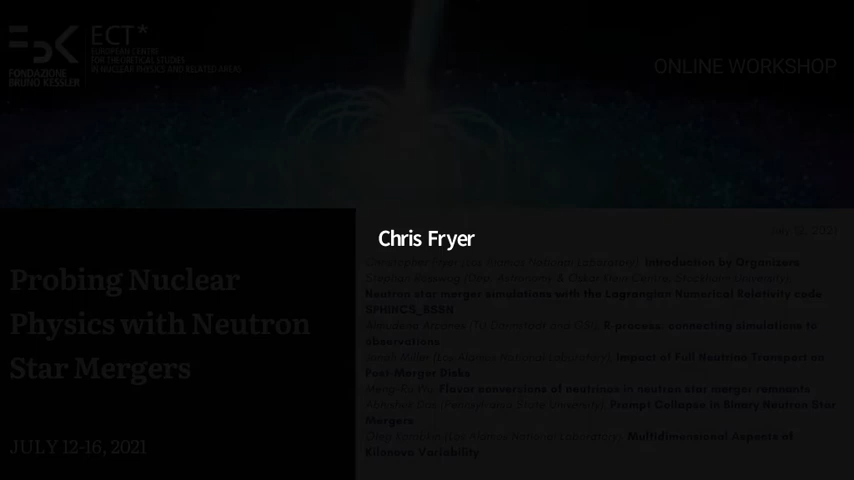 ECT*
EUROPEAN CENTRE
FOR THEORETICAL STUDIES
IN NUCLEAR PHYSICS AND RELATED AREAS
FONDAZIONE
BRUNO KESSLER
ONLINE WORKSHOP
Chris Fryer
Probing Nuclear
Physics with Neutron
Star Mergers
JULY 12-16, 2021
July 12, 2021
(Los Alamos National Laboratory), Introduction by Organizers
Stephan Rosswog (Dep. Astronomy & Oskar Klein Centre, Stockholm University),
Neutron star merger simulations with the Lagrangian Numerical Relativity code
SPHINCS_BSSN
Almudena Arcones (TU Darmstadt and GSI), R-process: connecting simulations to
observations
Miller (Los Alamos National Laboratory), Impact of Full Neutrino Transport on
Post Merger Disks
Meng-Ru Wu, Flavor conversions of neutrinos in neutron star merger remnants
(Pennsylvania State University), Prompt Collapse in Binary Neutron Star
Mergers
Oleg Korobkin (Los Alamos National Laboratory), Multidimensional Aspects of
Kilonova Variability